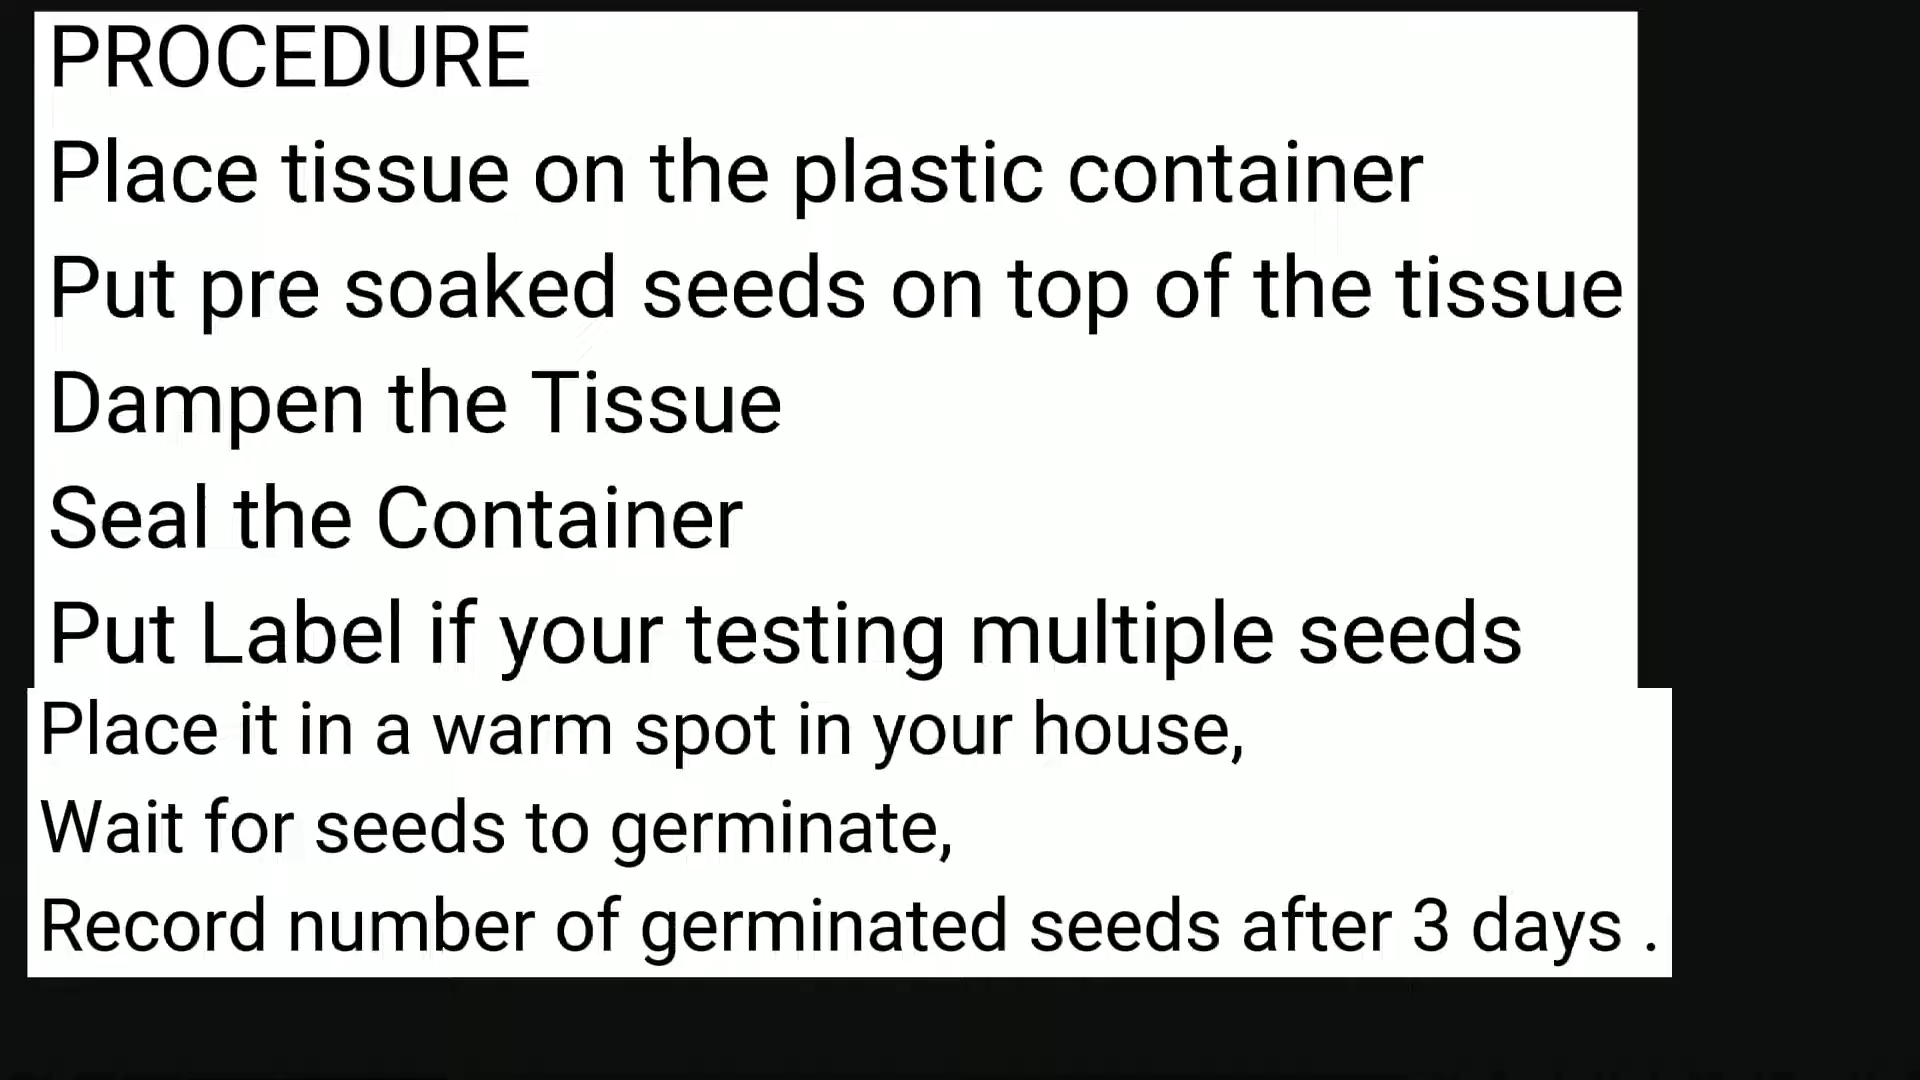 PROCEDURE
Place tissue on the plastic container
Put pre soaked seeds on top of the tissue
Dampen the Tissue
Seal the Container
Put Label if your testing multiple seeds
Place it in a warm spot in your house,
Wait for seeds to germinate,
Record number of germinated seeds after 3 days .